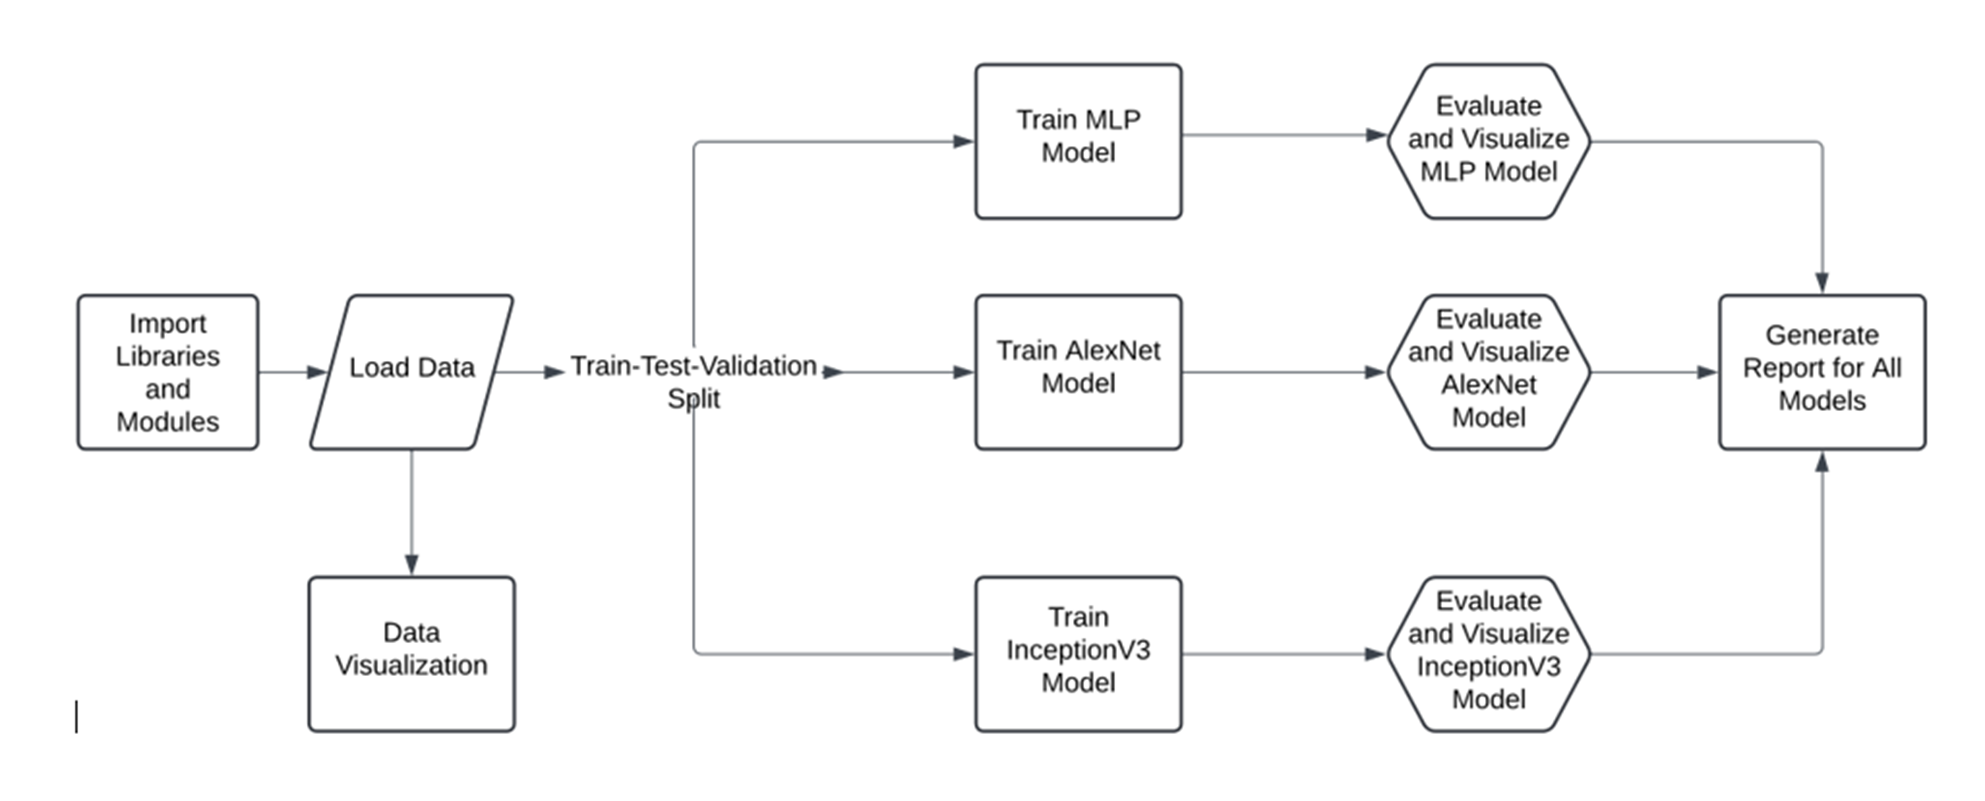 Import
Libraries
and
Modules
Load Data
Data
Visualization
Train-Test-Validation
Split
Train MLP
Model
Evaluate
and Visualize
MLP Model
Train AlexNet
Model
Evaluate
and Visualize
AlexNet
Model
Train
InceptionV3
Model
Evaluate
and Visualize
InceptionV3
Model
Generate
Report for All
Models